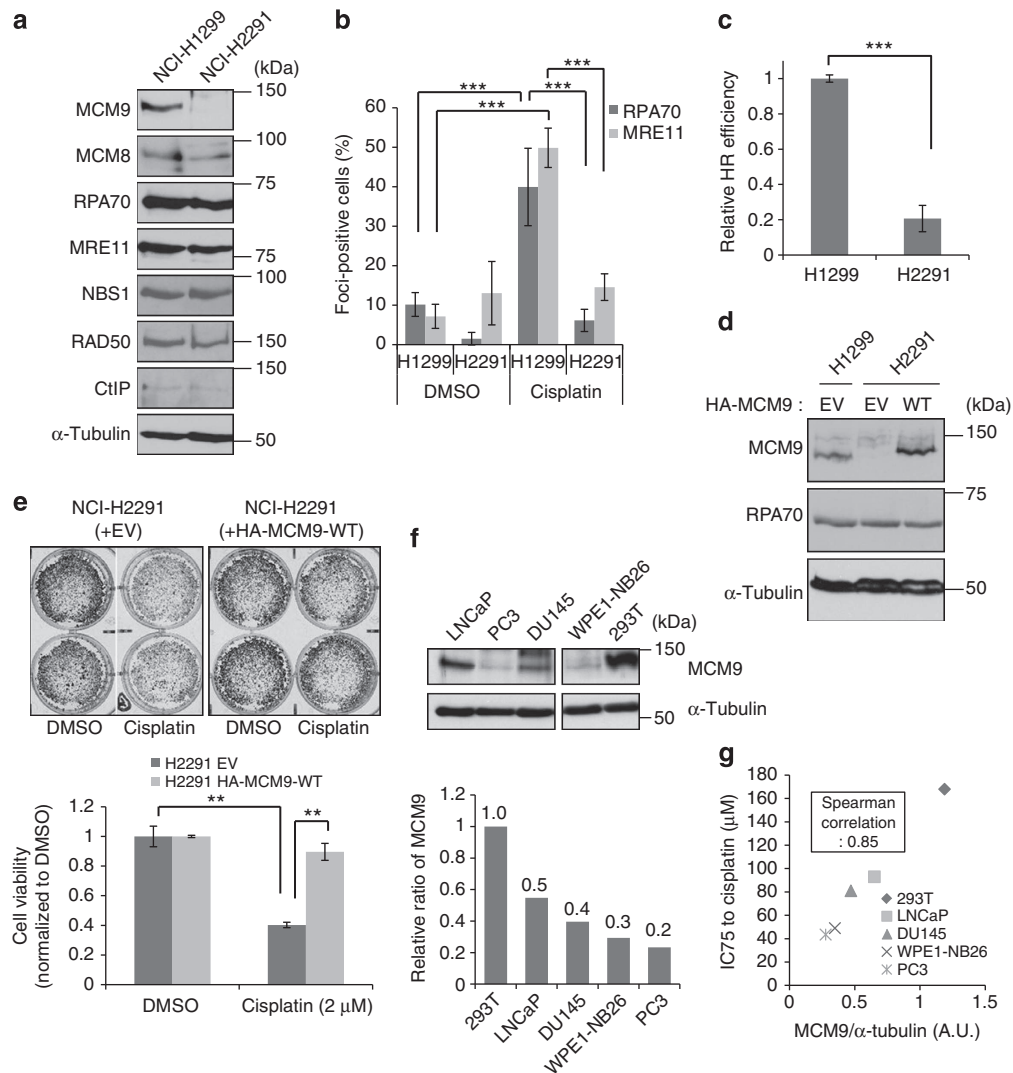 a
NCI-H1299
NCI-H2291
(kDa)
MCM9
150
MCM8
100
RPA70
75
MRE11
75
NBS1
100
RAD50
150
CtIP
150
α-Tubulin
50
b
Foci-positive cells (%)
60
50
40
30
20
10
0
***
***
***
***
RPA70
MRE11
H1299
H2291
H1299
H2291
DMSO
Cisplatin
c
Relative HR efficiency
1
0.8
0.6
0.4
0.2
0
***
H1299
H2291
d
H1299
H2291
HA-MCM9 :
EV
EV
WT
(kDa)
MCM9
150
RPA70
75
α-Tubulin
50
e
NCI-H2291
(+EV)
NCI-H2291
(+HA-MCM9-WT)
DMSO
Cisplatin
DMSO
Cisplatin
H2291 EV
H2291 HA-MCM9-WT
Cell viability
(normalized to DMSO)
1.2
1
0.8
0.6
0.4
0.2
0
**
**
DMSO
Cisplatin (2 μM)
f
LNCaP
PC3
DU145
WPE1-NB26
293T
(kDa)
150
MCM9
α-Tubulin
50
Relative ratio of MCM9
1.2
1
0.8
0.6
0.4
0.2
0
1.0
0.5
0.4
0.3
0.2
293T
LNCaP
DU145
WPE1-NB26
PC3
g
IC75 to cisplatin (μM)
180
160
140
120
100
80
60
40
20
0
Spearman
correlation
: 0.85
293T
LNCaP
DU145
WPE1-NB26
PC3
0
0.5
1
1.5
MCM9/α-tubulin (A.U.)